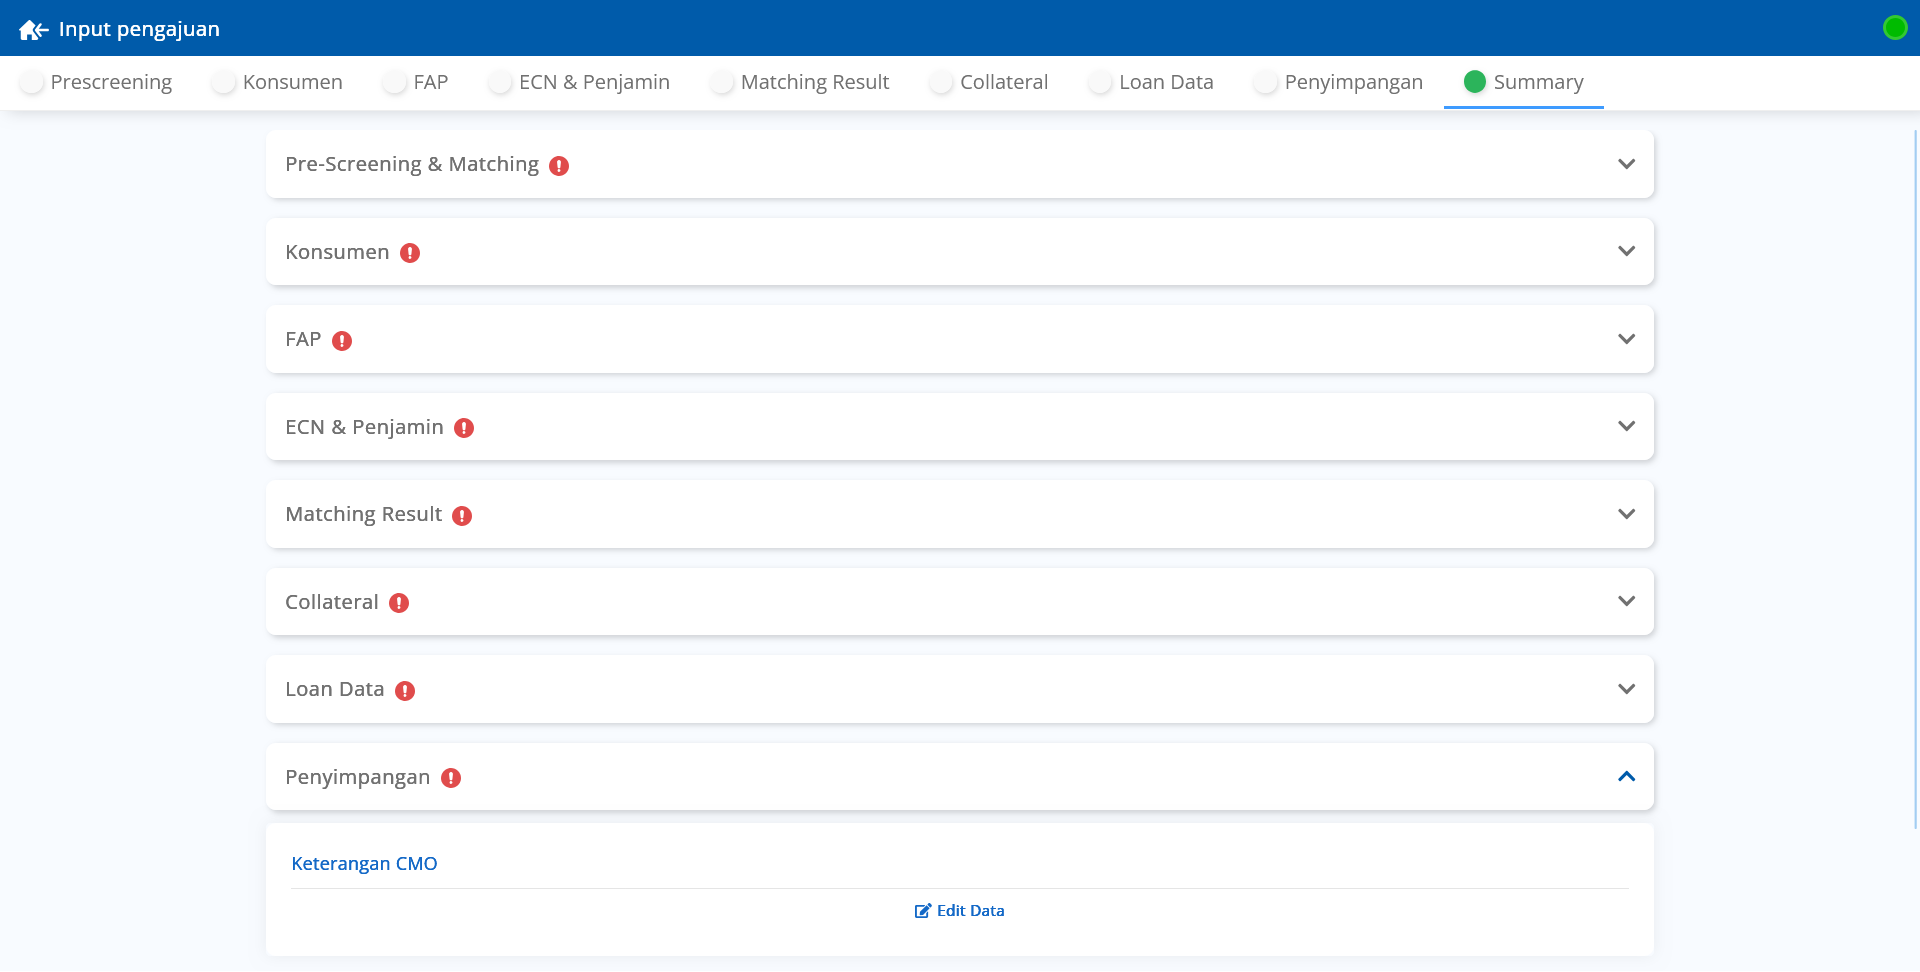 Input pengajuan
Prescreening Konsumen FAP ECN & Penjamin Matching Result Collateral Loan Data Penyimpangan Summary
Pre-Screening & Matching
Konsumen
FAP
ECN & Penjamin
Matching Result
Collateral
Loan Data
Penyimpangan
Keterangan CMO
Edit Data